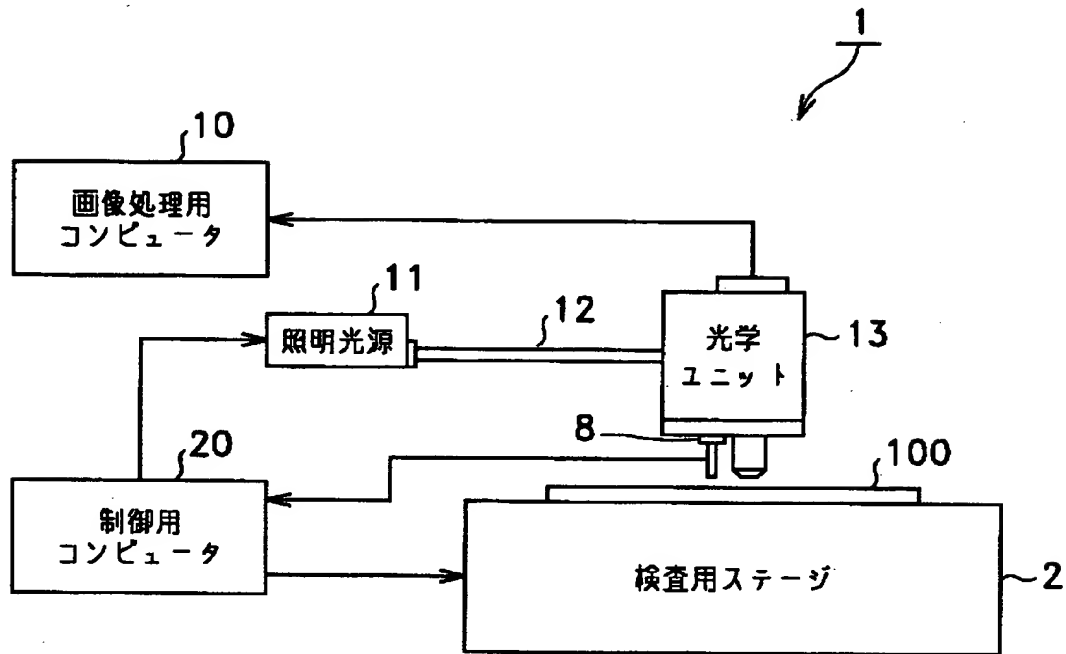 1
10
画像処理用
コンピュータ
11
照明光源
12
光学
ユニット
13
8
100
20
制御用
コンピュータ
検査用ステージ
2